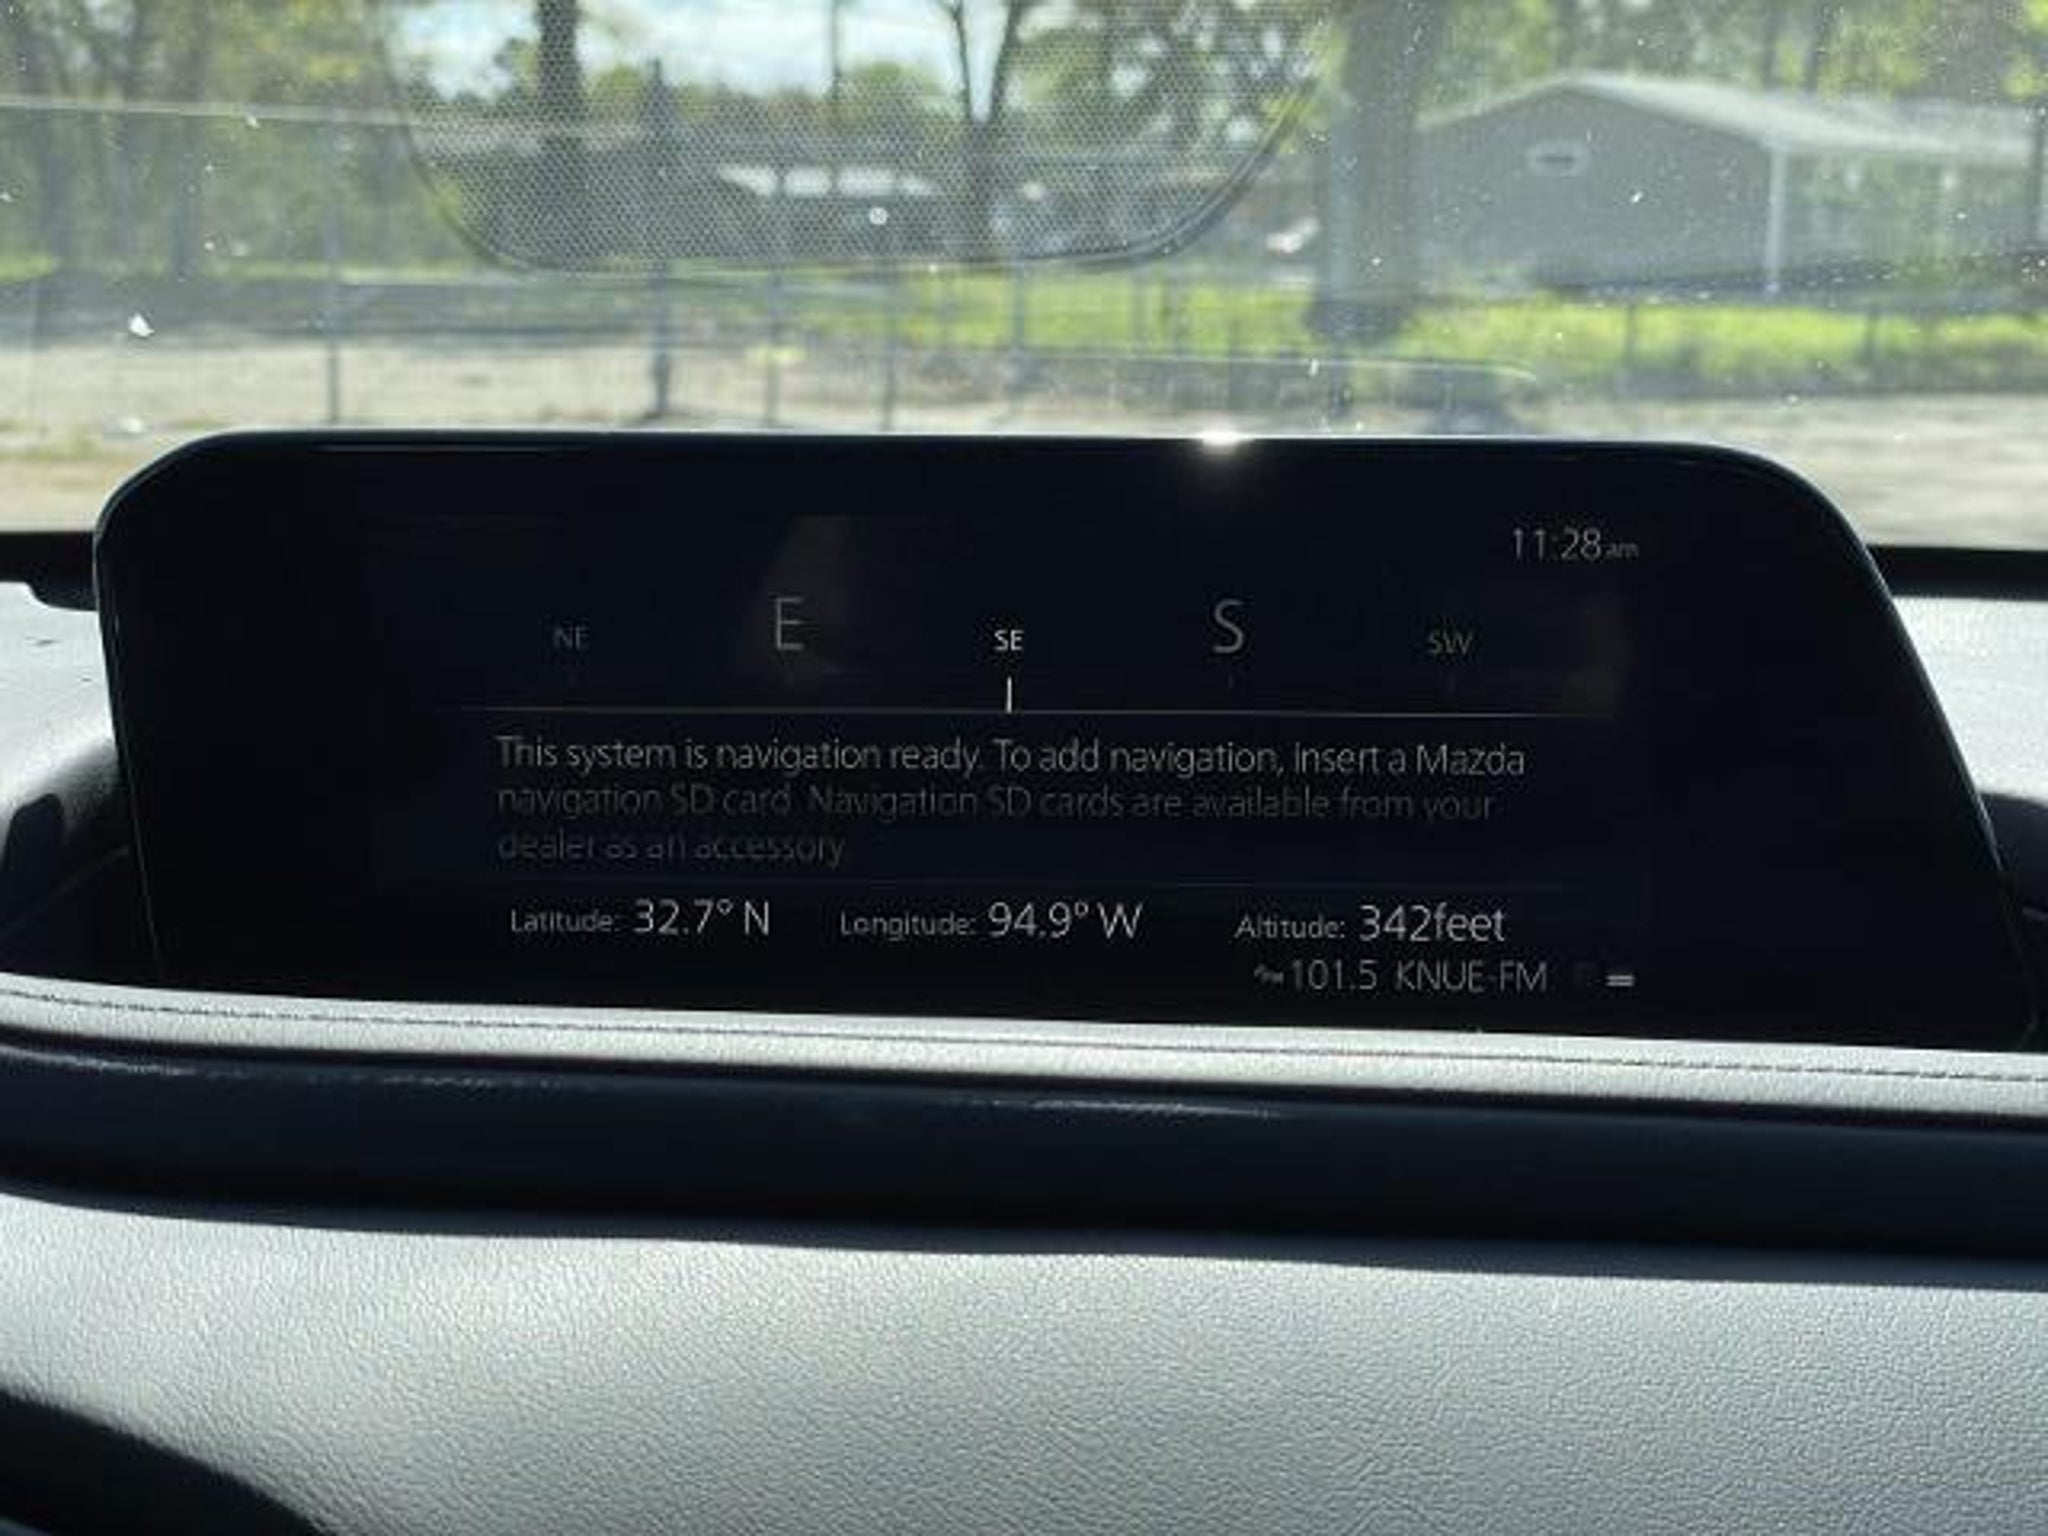 11:28am
NE E SE S SW
This system is navigation ready. To add navigation, insert a Mazda
navigation SD card. Navigation SD cards are available from your
dealer as an accessory.
Latitude: 32.7° N Longitude: 94.9° W Altitude: 342feet
101.5 KNUE-FM